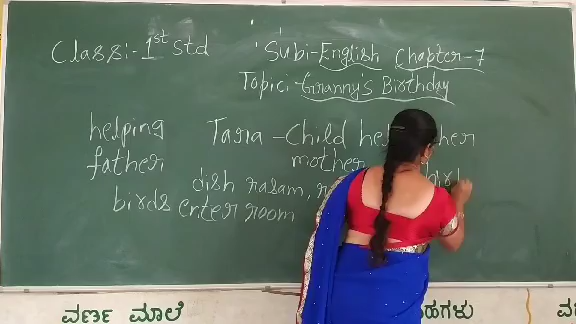 Class:- 1st Std
Sub:- English Chapter-7
Topic:- Granny's Birthday
helping father
Tara - Child her mother
dish rasam,
birds enter room
ವರ್ಣ ಮಾಲೆ